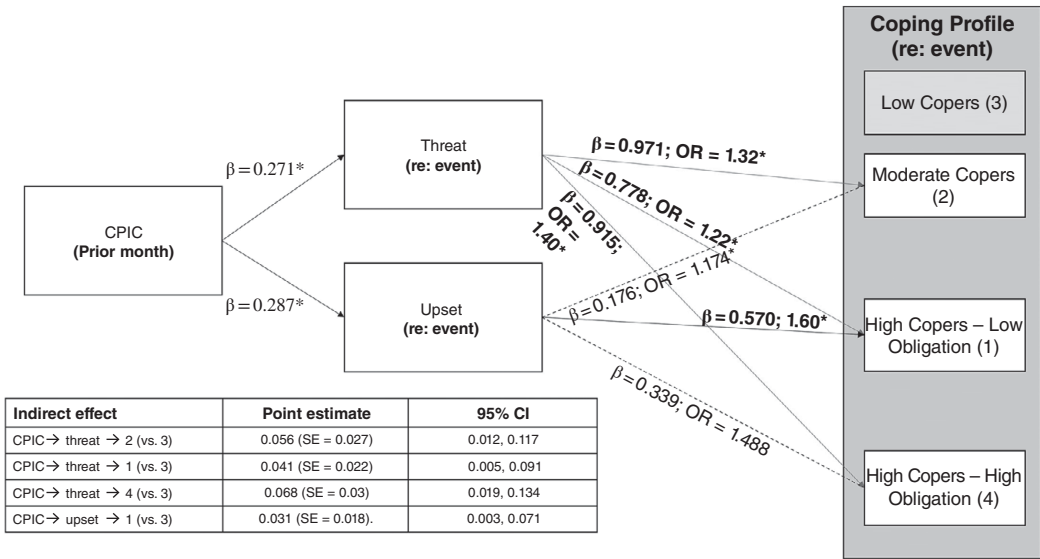 Coping Profile
(re: event)
Low Copers (3)
Threat
(re: event)
β=0.971; OR = 1.32*
Moderate Copers
(2)
β=0.271*
β=0.778; OR = 1.22*
β=0.915;
OR =
1.40*
CPIC
(Prior month)
β=0.287*
Upset
(re: event)
β=0.176; OR = 1.174*
β=0.570; 1.60*
High Copers – Low
Obligation (1)
β=0.339; OR = 1.488
High Copers – High
Obligation (4)
Indirect effect Point estimate 95% CI
CPIC→ threat → 2 (vs. 3) 0.056 (SE = 0.027) 0.012, 0.117
CPIC→ threat → 1 (vs. 3) 0.041 (SE = 0.022) 0.005, 0.091
CPIC→ threat → 4 (vs. 3) 0.068 (SE = 0.03) 0.019, 0.134
CPIC→ upset → 1 (vs. 3) 0.031 (SE = 0.018). 0.003, 0.071